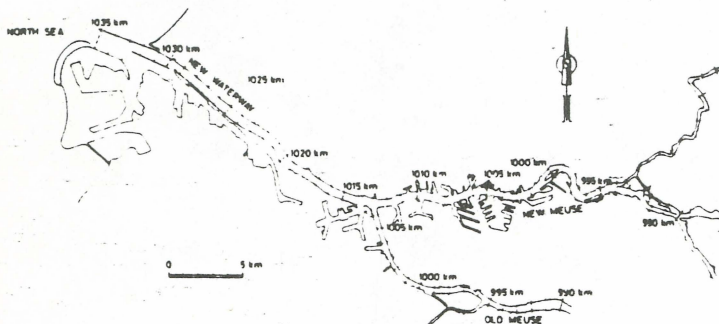 1035 km
NORTH SEA
1030 km
NEW WATERWAY
1025 km
1020 km
1015 km
1010 km
1005 km
1000 km
995 km
NEW MEUSE
980 km
1005 km
0 5 km
1000 km
995 km
990 km
OLD MEUSE